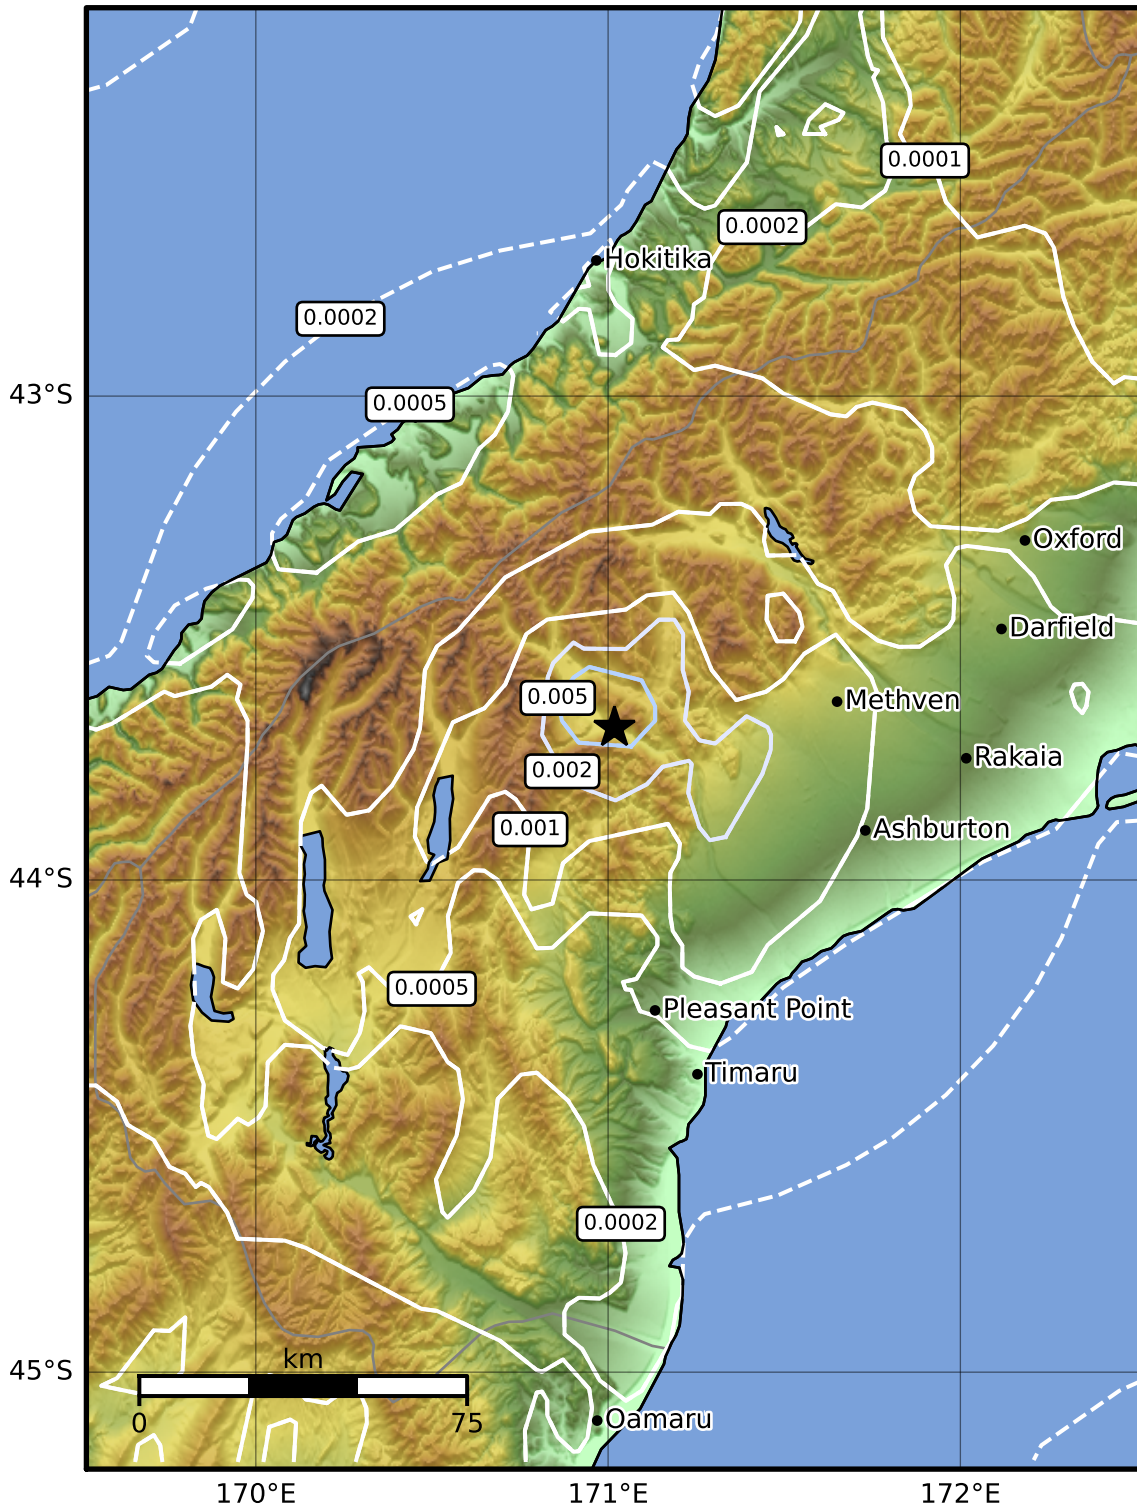 0.0001
0.0002
Hokitika
0.0002
43°S
0.0005
Oxford
Darfield
0.005
Methven
0.002
Rakaia
0.001
Ashburton
44°S
0.0005
Pleasant Point
Timaru
0.0002
km
45°S
0
75
Oamaru
170°E
171°E
172°E